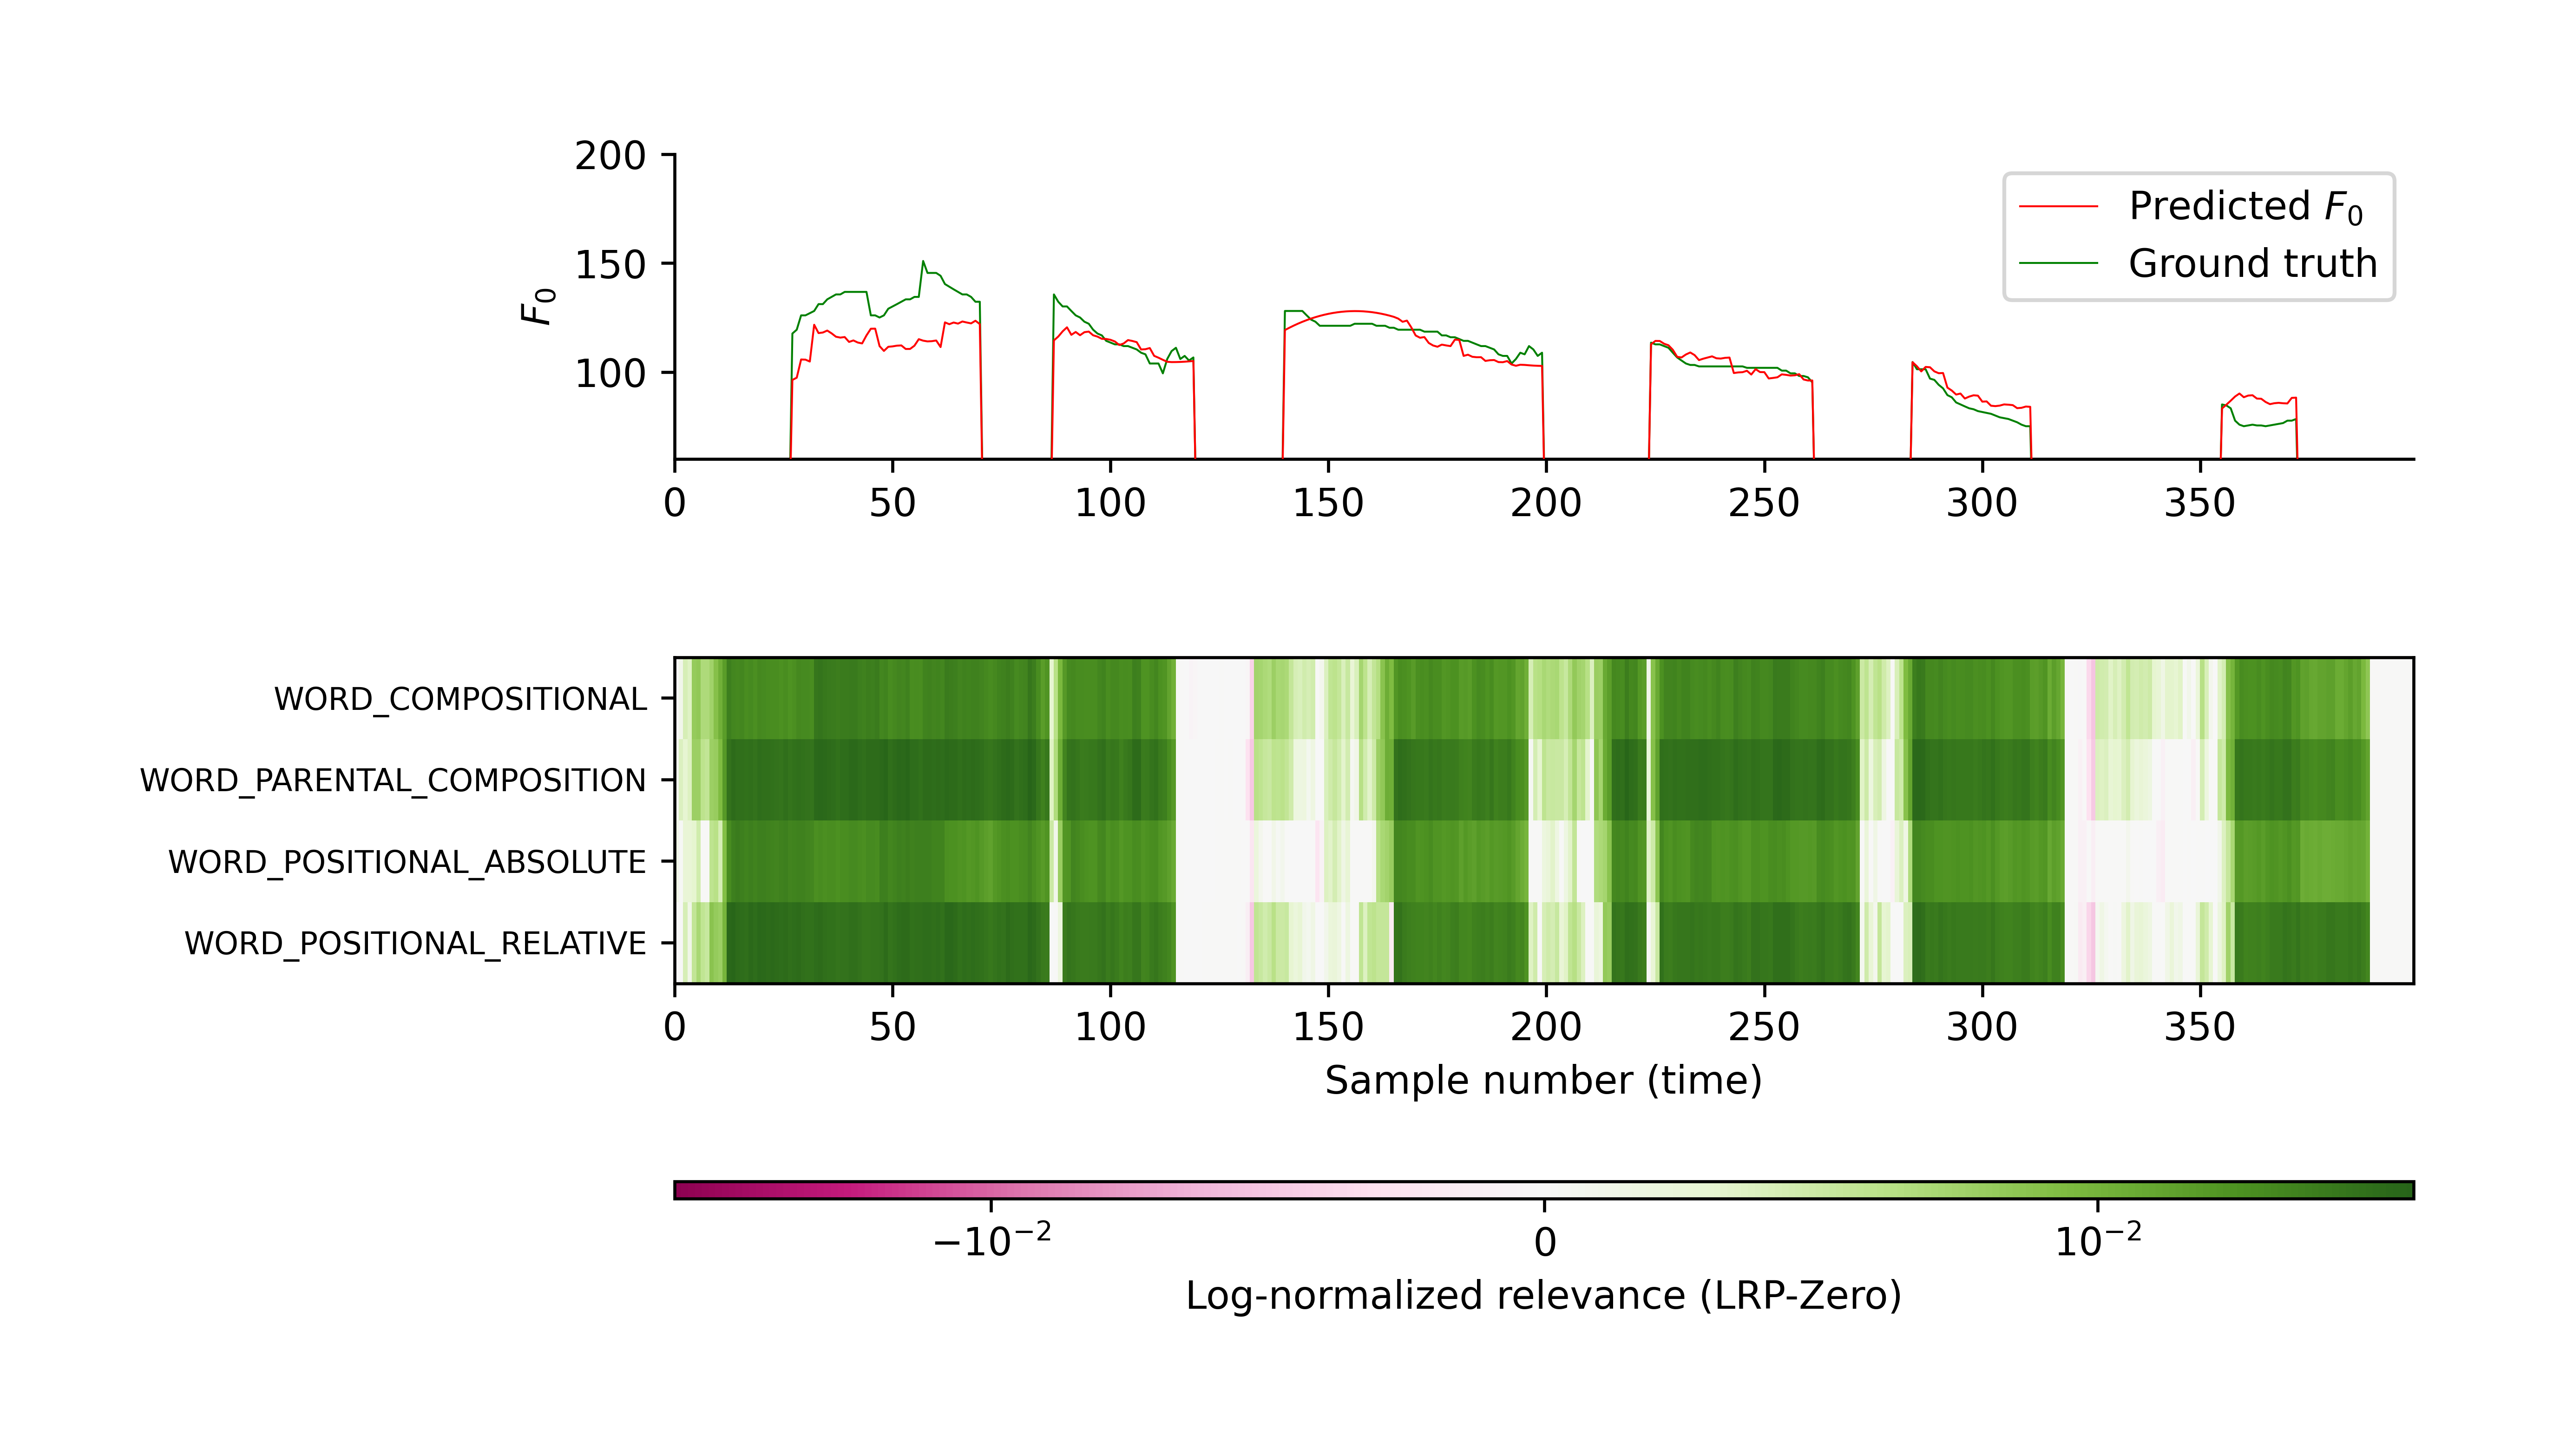 200
150
100
F₀
Predicted F₀
Ground truth
0 50 100 150 200 250 300 350
WORD_COMPOSITIONAL
WORD_PARENTAL_COMPOSITION
WORD_POSITIONAL_ABSOLUTE
WORD_POSITIONAL_RELATIVE
0 50 100 150 200 250 300 350
Sample number (time)
−10⁻² 0 10⁻²
Log-normalized relevance (LRP-Zero)